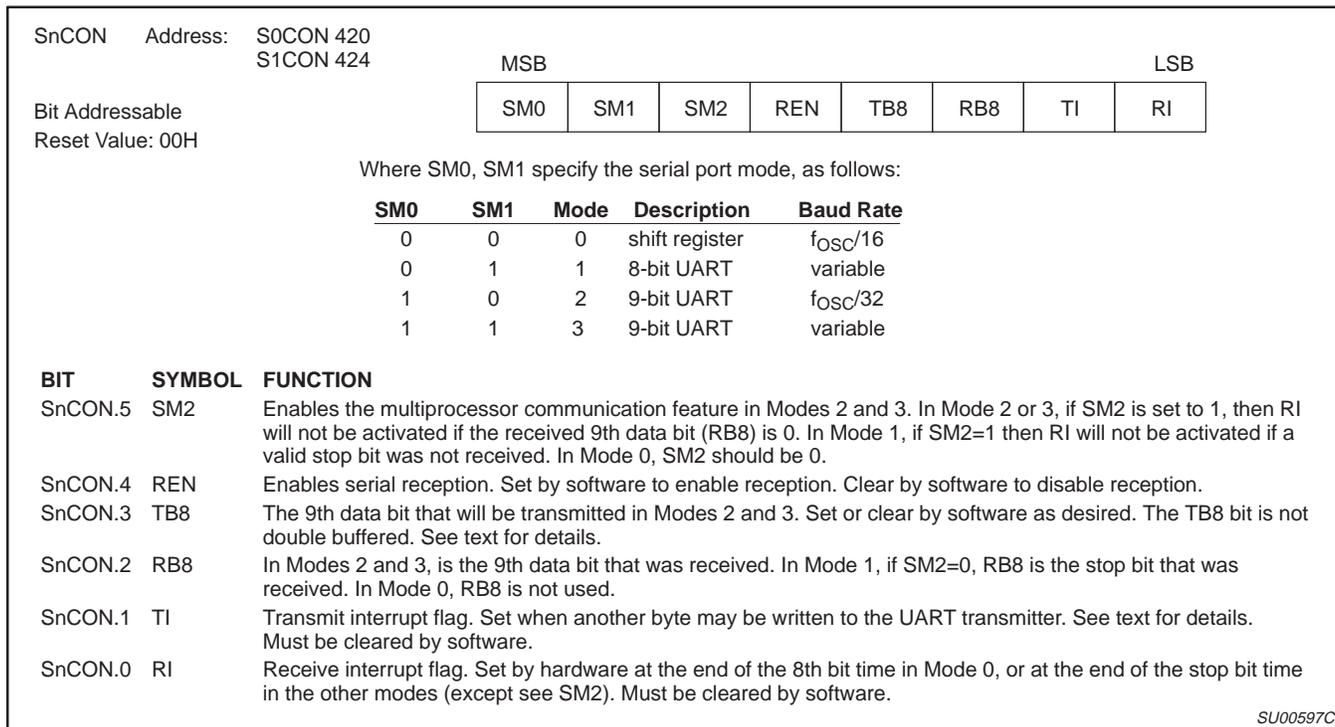 SnCON Address: S0CON 420
S1CON 424
MSB LSB
Bit Addressable
Reset Value: 00H
SM0 SM1 SM2 REN TB8 RB8 TI RI
Where SM0, SM1 specify the serial port mode, as follows:
SM0 SM1 Mode Description Baud Rate
0 0 0 shift register fOSC/16
0 1 1 8-bit UART variable
1 0 2 9-bit UART fOSC/32
1 1 3 9-bit UART variable
BIT SYMBOL FUNCTION
SnCON.5 SM2 Enables the multiprocessor communication feature in Modes 2 and 3. In Mode 2 or 3, if SM2 is set to 1, then RI
will not be activated if the received 9th data bit (RB8) is 0. In Mode 1, if SM2=1 then RI will not be activated if a
valid stop bit was not received. In Mode 0, SM2 should be 0.
SnCON.4 REN Enables serial reception. Set by software to enable reception. Clear by software to disable reception.
SnCON.3 TB8 The 9th data bit that will be transmitted in Modes 2 and 3. Set or clear by software as desired. The TB8 bit is not
double buffered. See text for details.
SnCON.2 RB8 In Modes 2 and 3, is the 9th data bit that was received. In Mode 1, if SM2=0, RB8 is the stop bit that was
received. In Mode 0, RB8 is not used.
SnCON.1 TI Transmit interrupt flag. Set when another byte may be written to the UART transmitter. See text for details.
Must be cleared by software.
SnCON.0 RI Receive interrupt flag. Set by hardware at the end of the 8th bit time in Mode 0, or at the end of the stop bit time
in the other modes (except see SM2). Must be cleared by software.
SU00597C